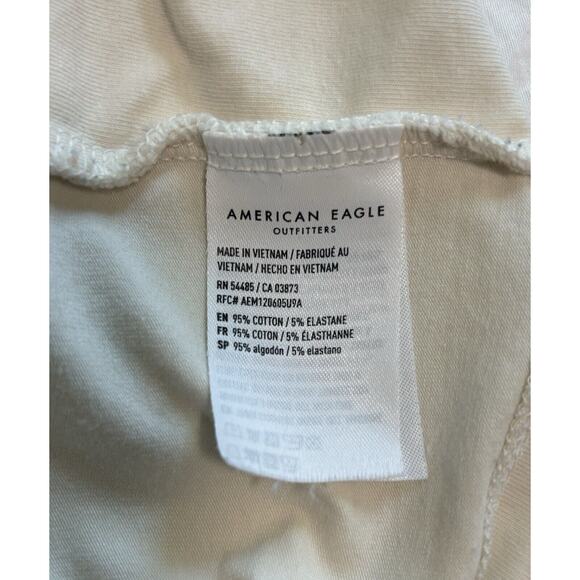 AMERICAN EAGLE
OUTFITTERS
MADE IN VIETNAM / FABRIQUÉ AU
VIETNAM / HECHO EN VIETNAM
RN 54485 / CA 03873
RFC# AEM120605U9A
EN 95% COTTON / 5% ELASTANE
FR 95% COTON / 5% ÉLASTHANNE
SP 95% algodón / 5% elastano